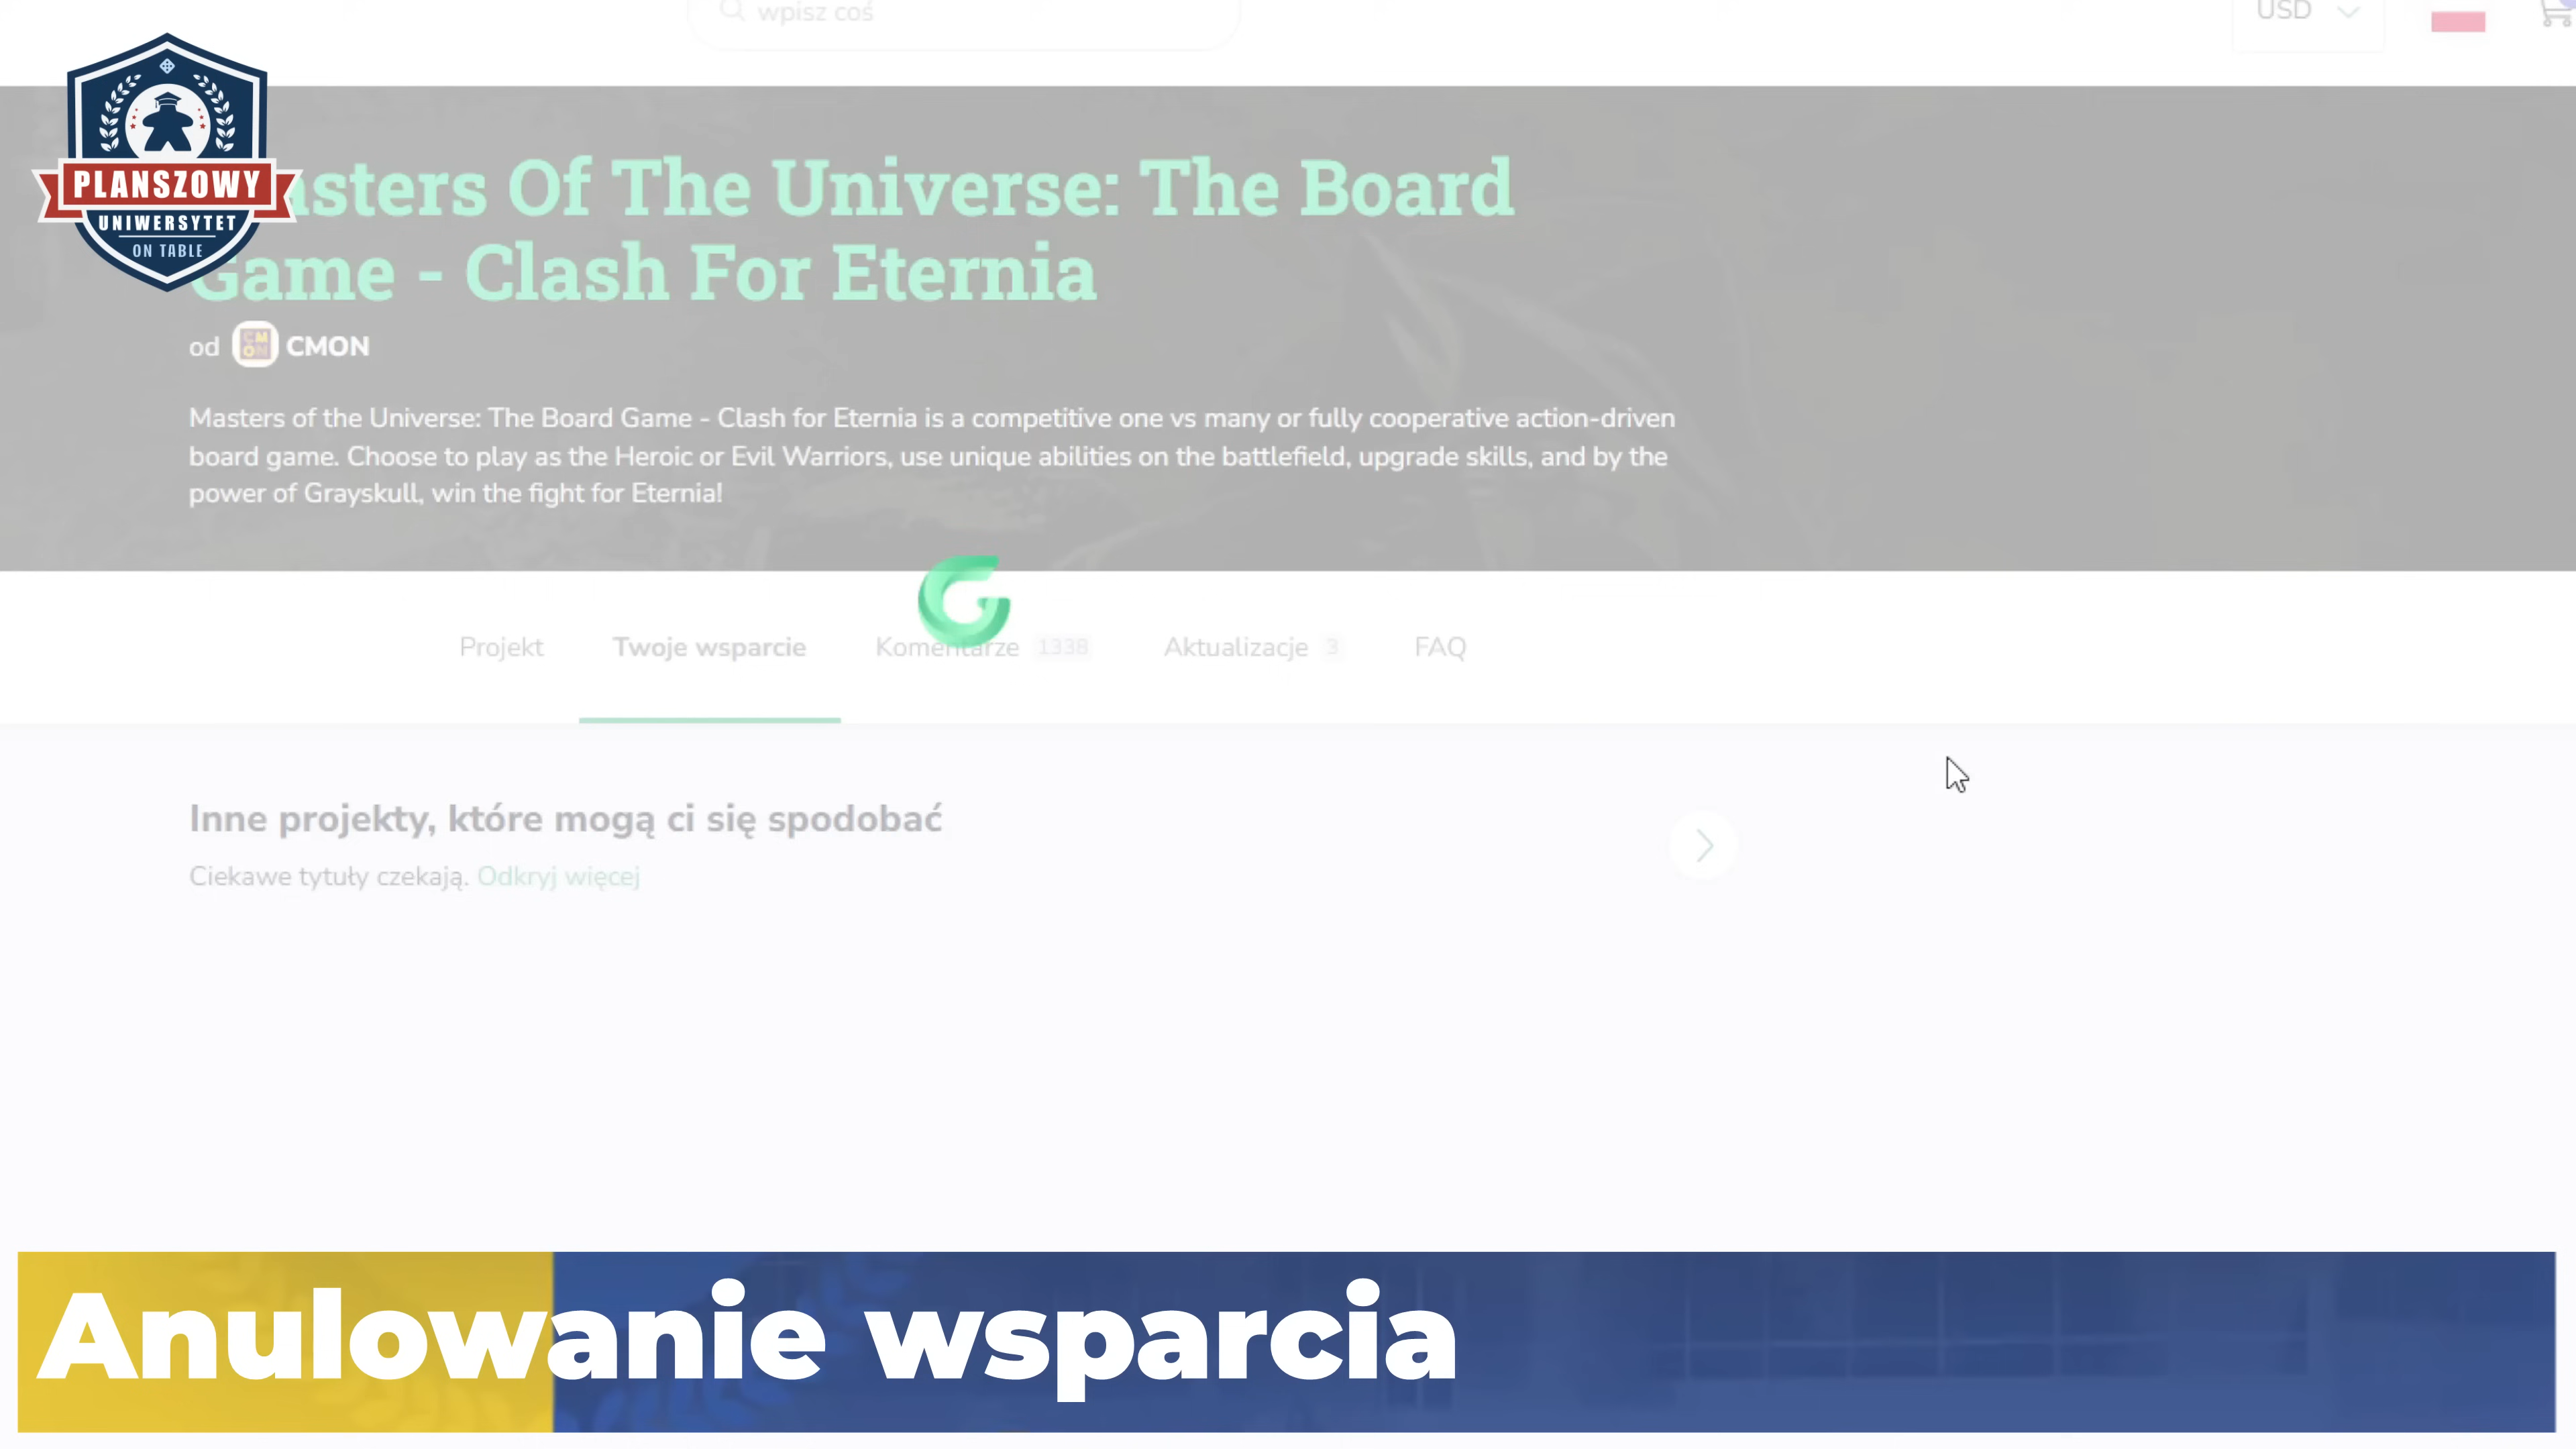 wpisz coś
USD
PLANSZOWY
UNIWERSYTET
ON TABLE
asters Of The Universe: The Board
Game - Clash For Eternia
od CMON CMON
Masters of the Universe: The Board Game - Clash for Eternia is a competitive one vs many or fully cooperative action-driven
board game. Choose to play as the Heroic or Evil Warriors, use unique abilities on the battlefield, upgrade skills, and by the
power of Grayskull, win the fight for Eternia!
Projekt Twoje wsparcie Komentarze 1338 Aktualizacje 3 FAQ
Inne projekty, które mogą ci się spodobać
Ciekawe tytuły czekają. Odkryj więcej
Anulowanie wsparcia